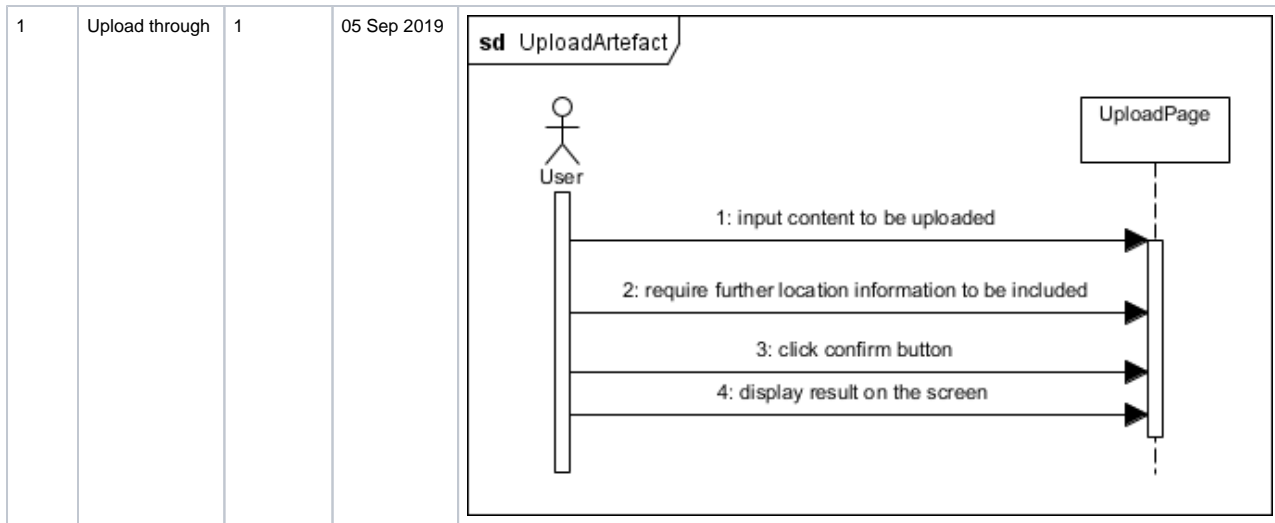 1
Upload through
1
05 Sep 2019
sd UploadArtefact
User
UploadPage
1: input content to be uploaded
2: require further location information to be included
3: click confirm button
4: display result on the screen